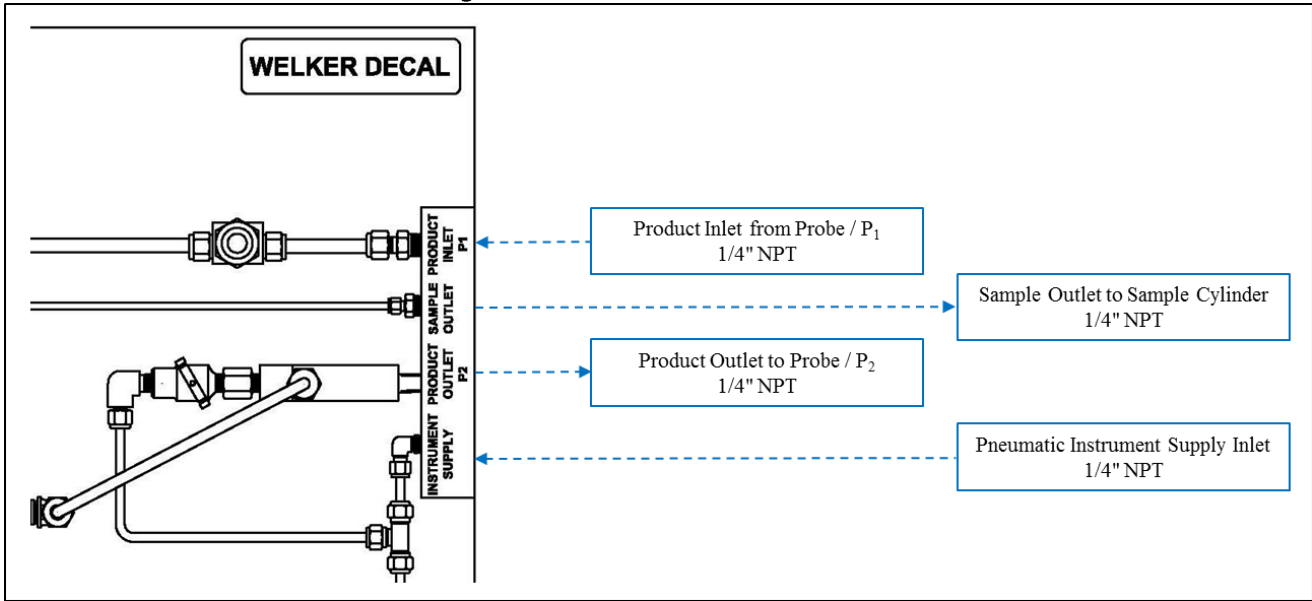 WELKER DECAL
PRODUCT
INLET
P1
Product Inlet from Probe / P₁
1/4" NPT
SAMPLE
OUTLET
Sample Outlet to Sample Cylinder
1/4" NPT
PRODUCT
OUTLET
P2
Product Outlet to Probe / P₂
1/4" NPT
INSTRUMENT
SUPPLY
Pneumatic Instrument Supply Inlet
1/4" NPT